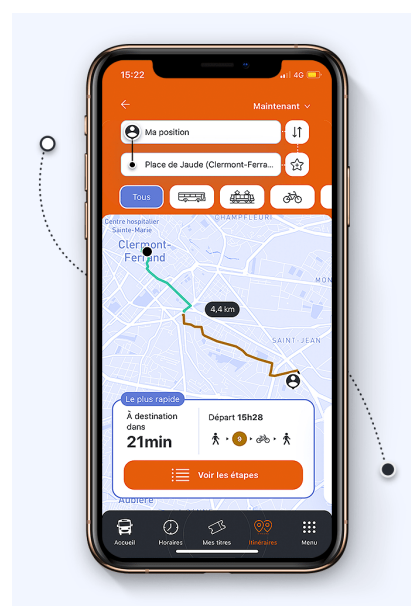 15:22
4G
Maintenant
Ma position
Place de Jaude (Clermont-Ferra...
Tous
Centre hospitalier
Sainte-Marie
CHAMPFLEURI
Clermont-
Ferrand
MON
4,4 km
SAINT-JEAN
Le plus rapide
À destination
dans
21min
Départ 15h28
9
Voir les étapes
Aubière
Accueil
Horaires
Mes titres
Itinéraires
Menu